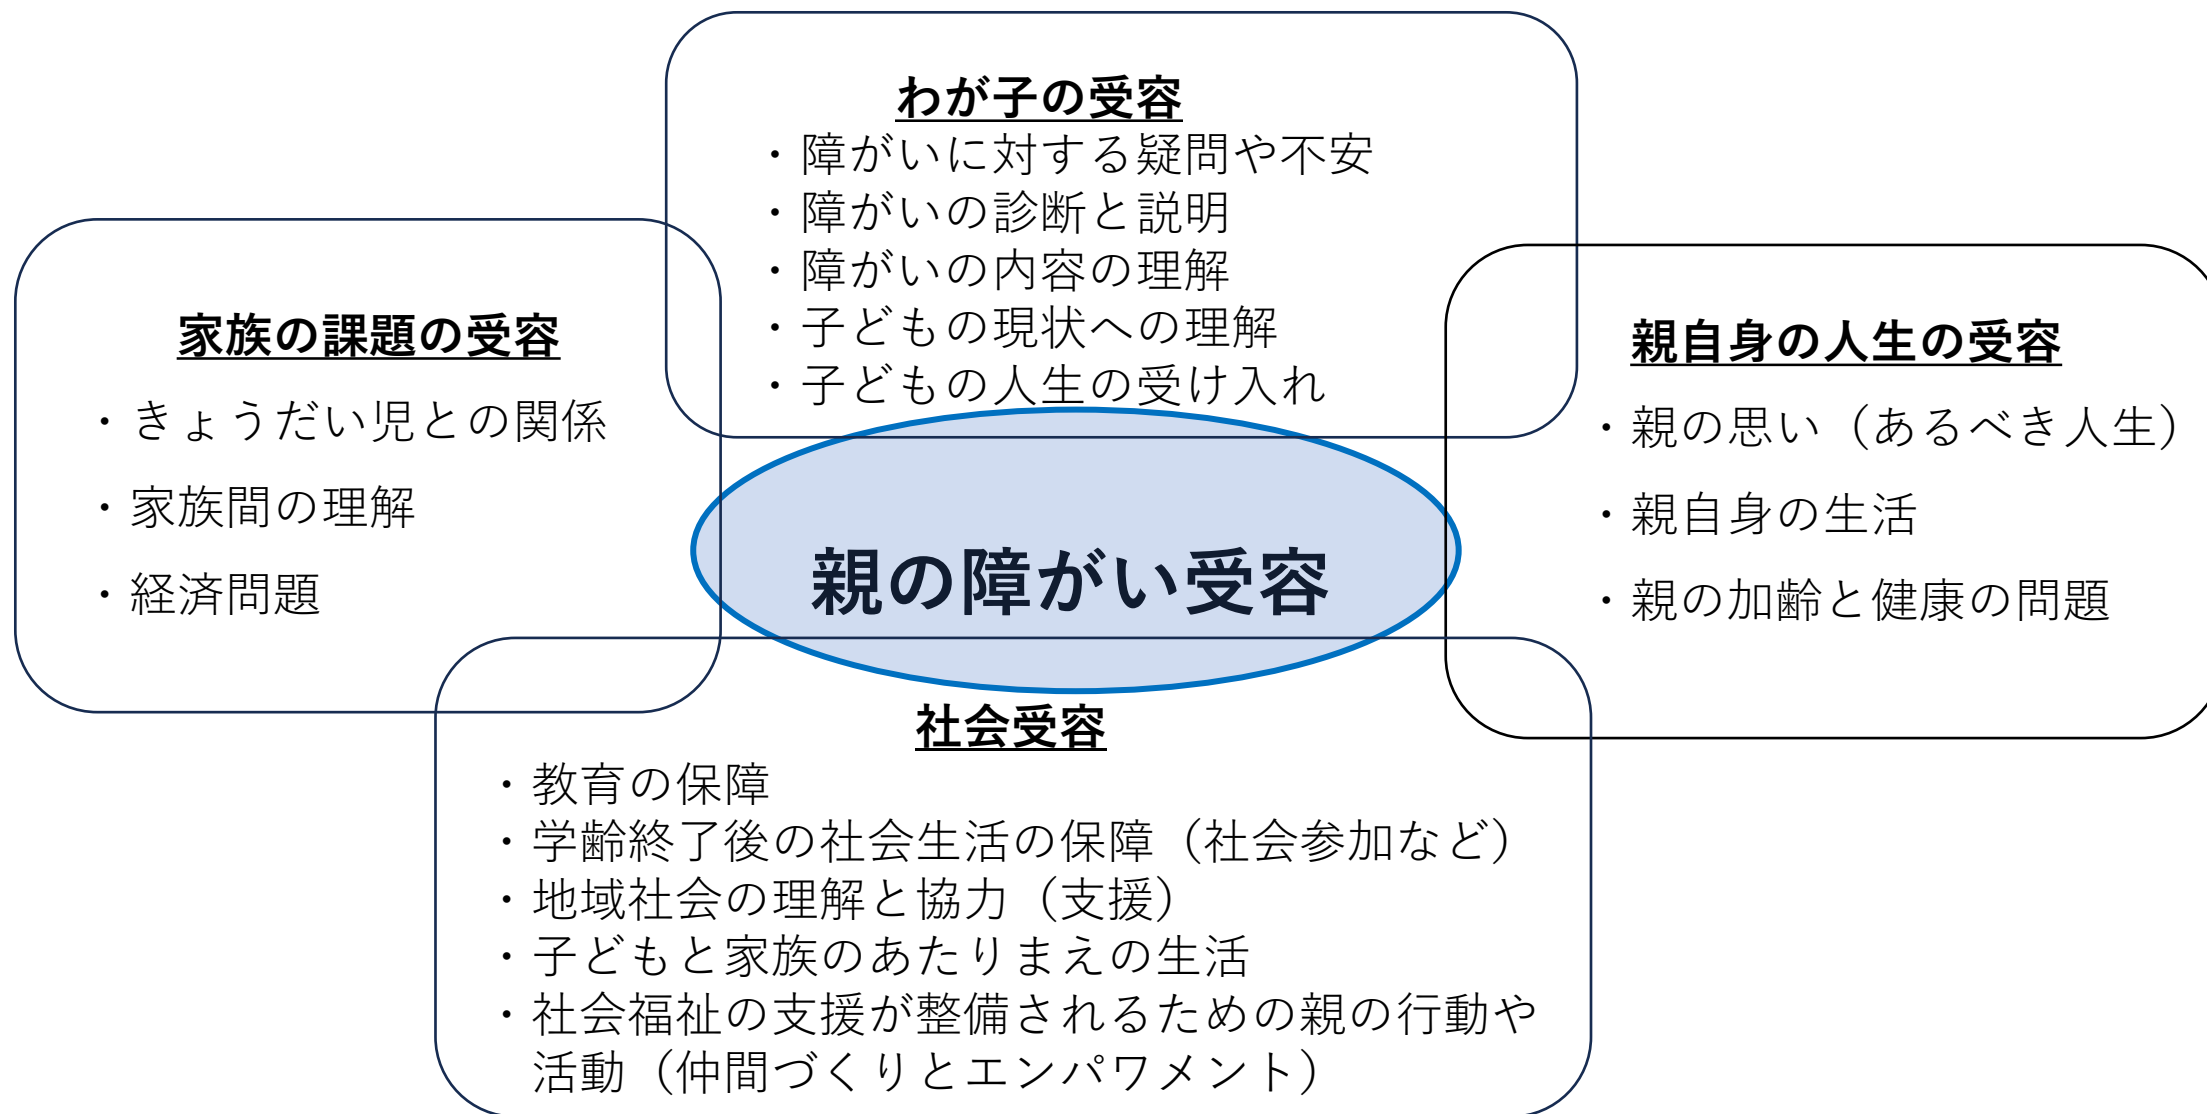 わが子の受容
・障がいに対する疑問や不安
・障がいの診断と説明
・障がいの内容の理解
・子どもの現状への理解
・子どもの人生の受け入れ
家族の課題の受容
・きょうだい児との関係
・家族間の理解
・経済問題
親の障がい受容
親自身の人生の受容
・親の思い（あるべき人生）
・親自身の生活
・親の加齢と健康の問題
社会受容
・教育の保障
・学齢終了後の社会生活の保障（社会参加など）
・地域社会の理解と協力（支援）
・子どもと家族のあたりまえの生活
・社会福祉の支援が整備されるための親の行動や
活動（仲間づくりとエンパワメント）